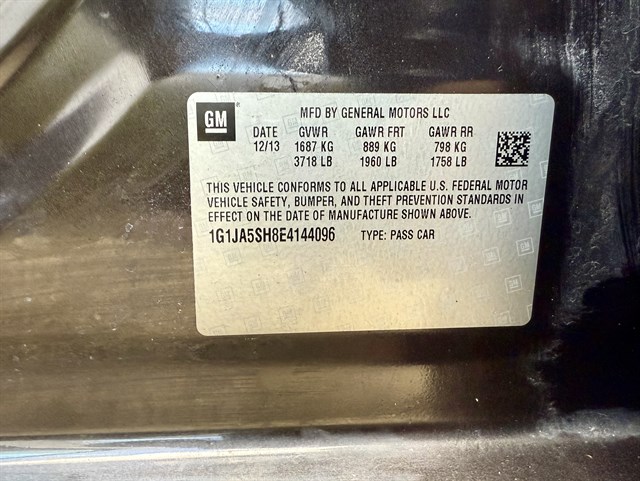 GM
MFD BY GENERAL MOTORS LLC
DATE GVWR GAWR FRT GAWR RR
12/13 1687 KG 889 KG 798 KG
3718 LB 1960 LB 1758 LB
THIS VEHICLE CONFORMS TO ALL APPLICABLE U.S. FEDERAL MOTOR
VEHICLE SAFETY, BUMPER, AND THEFT PREVENTION STANDARDS IN
EFFECT ON THE DATE OF MANUFACTURE SHOWN ABOVE.
1G1JA5SH8E4144096 TYPE: PASS CAR